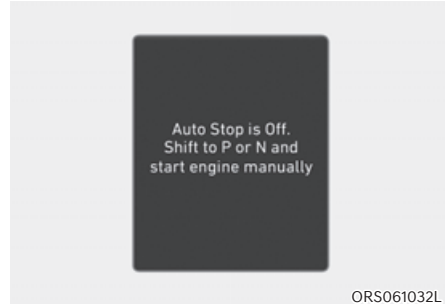 Auto Stop is Off.
Shift to P or N and
start engine manually
ORS061032L